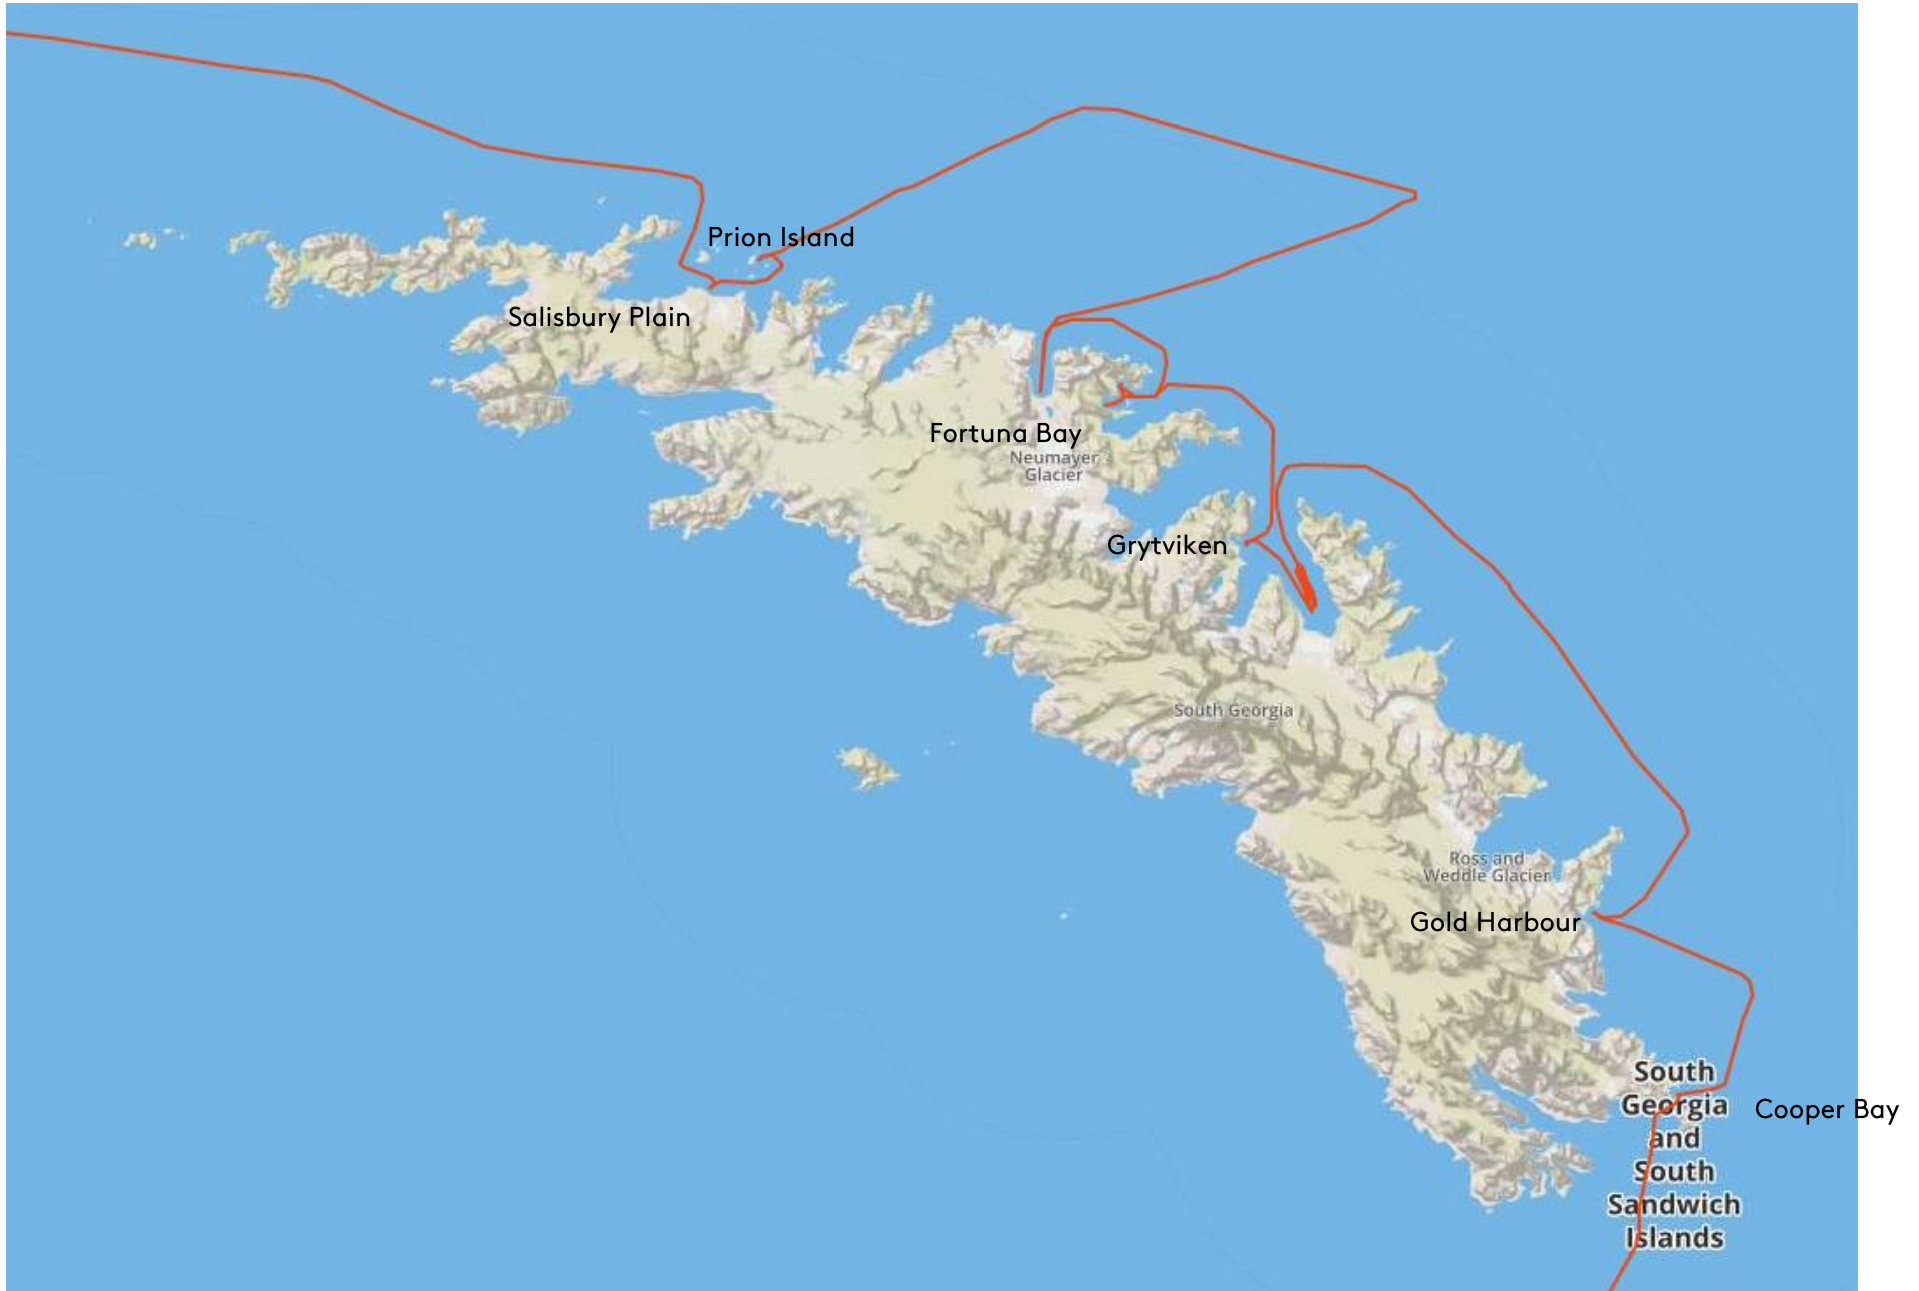 Prion Island
Salisbury Plain
Fortuna Bay
Neumayer
Glacier
Grytviken
South Georgia
Ross and
Weddle Glacier
Gold Harbour
South
Georgia
and
South
Sandwich
Islands
Cooper Bay